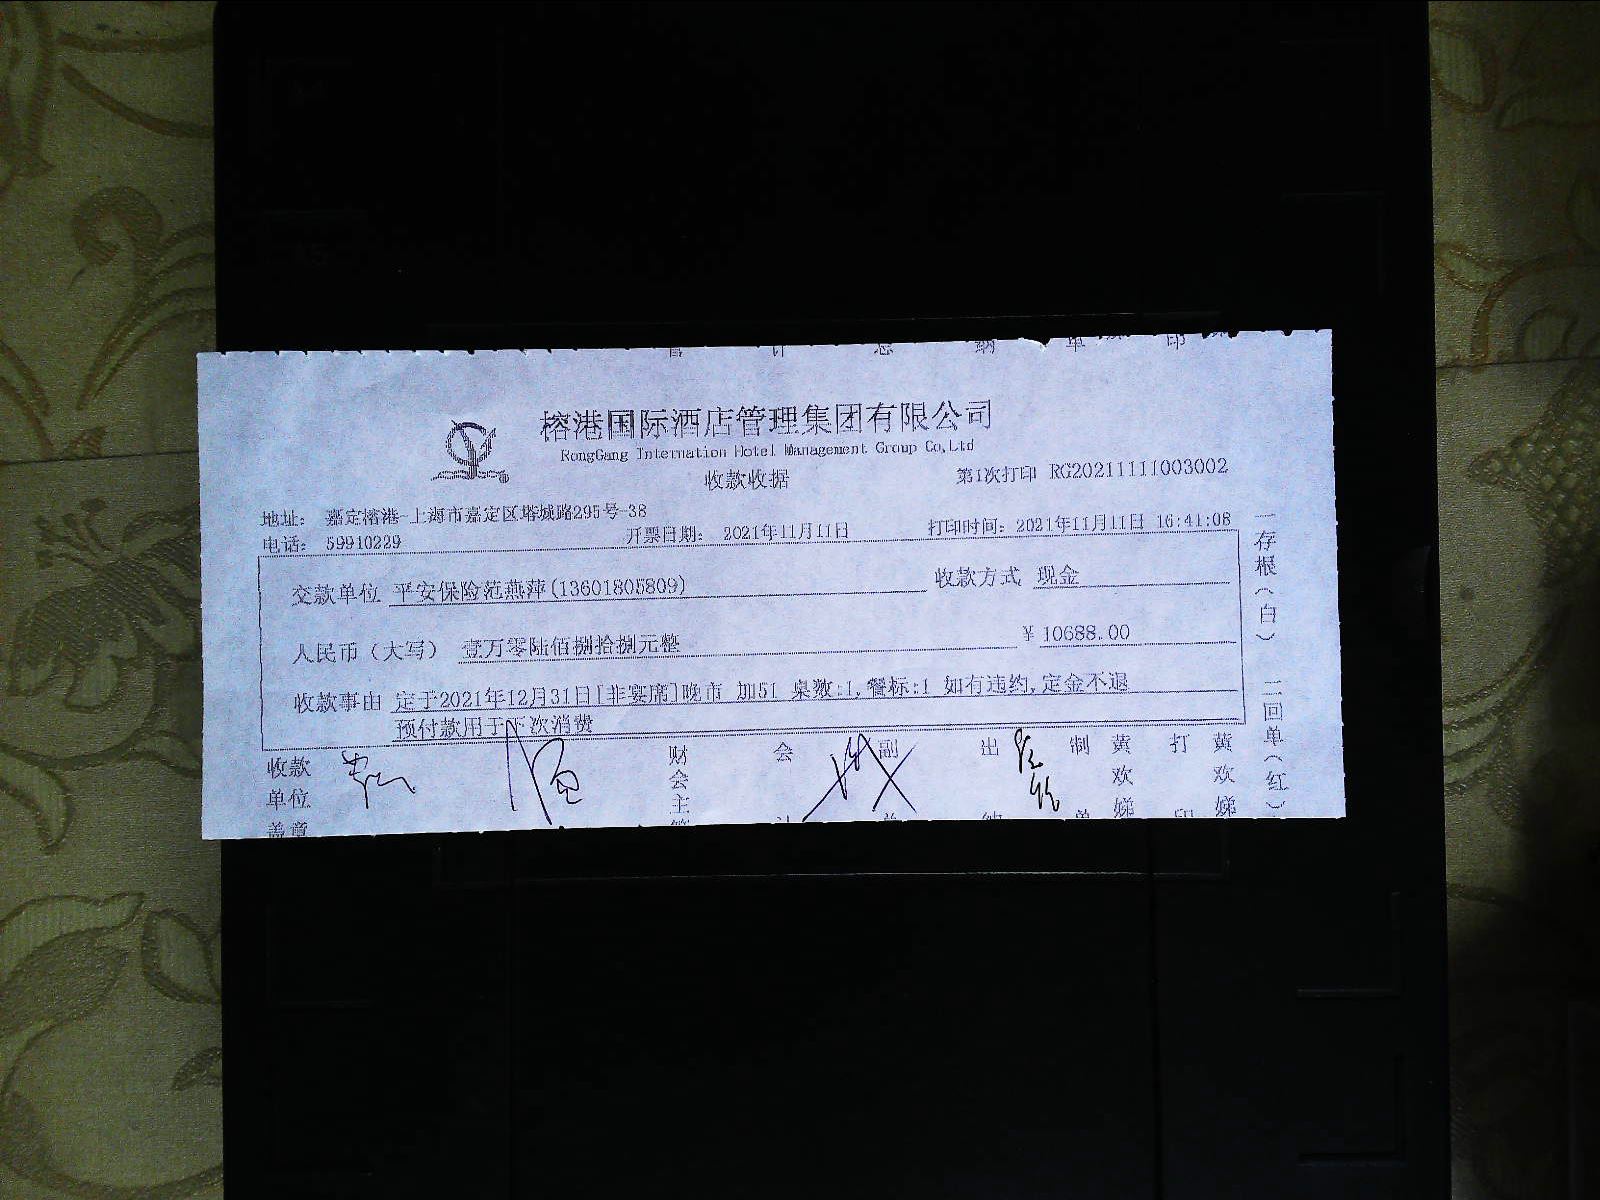 榕港国际酒店管理集团有限公司
RongGang Internation Hotel Management Group Co,Ltd
收款收据
第1次打印 RG20211111003002
地址： 嘉定榕港-上海市嘉定区塔城路295号-38
电话： 59910229
开票日期： 2021年11月11日
打印时间：2021年11月11日 16:41:08
交款单位 平安保险范燕萍(13601805809)
收款方式 现金
人民币（大写） 壹万零陆佰捌拾捌元整
¥ 10688.00
收款事由 定于2021年12月31日[非宴席]晚市 加51 桌数:1,餐标:1 如有违约,定金不退
预付款用于下次消费
收款单位盖章
财会主管
会计
副总
出纳
制单
黄欢娣
打印
黄欢娣
一存根（白） 二回单（红）